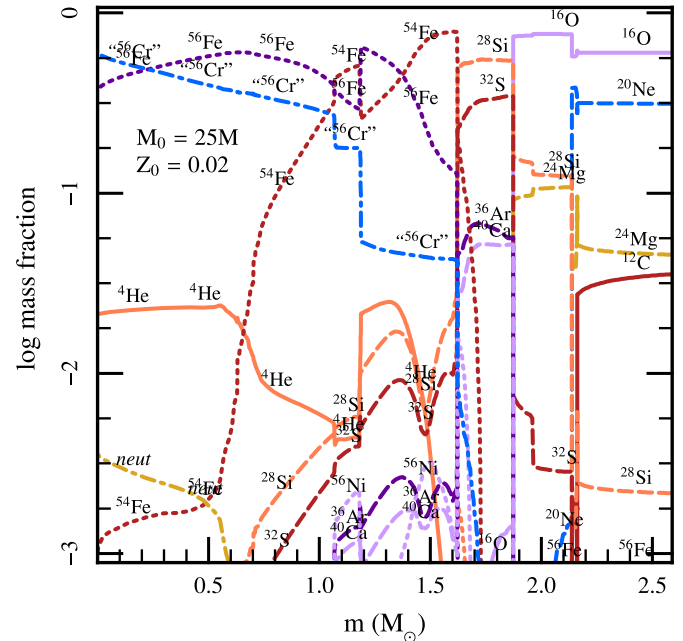 0
−1
−2
−3
log mass fraction
0.5 1.0 1.5 2.0 2.5
m (M⊙)
M₀ = 25M
Z₀ = 0.02
“⁵⁶Cr”
⁵⁶Fe
⁵⁶Fe
“⁵⁶Cr”
⁵⁶Fe
“⁵⁶Cr”
⁵⁴Fe
⁵⁶Fe
“⁵⁶Cr”
⁵⁴Fe
⁵⁶Fe
⁵⁴Fe
“⁵⁶Cr”
²⁸Si
³²S
¹⁶O
¹⁶O
²⁰Ne
²⁸Si
²⁴Mg
³⁶Ar
⁴⁰Ca
²⁴Mg
¹²C
⁴He
⁴He
⁴He
²⁸Si
⁴He
³²S
⁴He
²⁸Si
³²S
neut
neut
⁵⁴Fe
⁵⁴Fe
²⁸Si
³²S
⁵⁶Ni
³⁶Ar
⁴⁰Ca
⁵⁶Ni
³⁶Ar
⁴⁰Ca
¹⁶O
³²S
²⁸Si
²⁰Ne
⁵⁶Fe
⁵⁶Fe